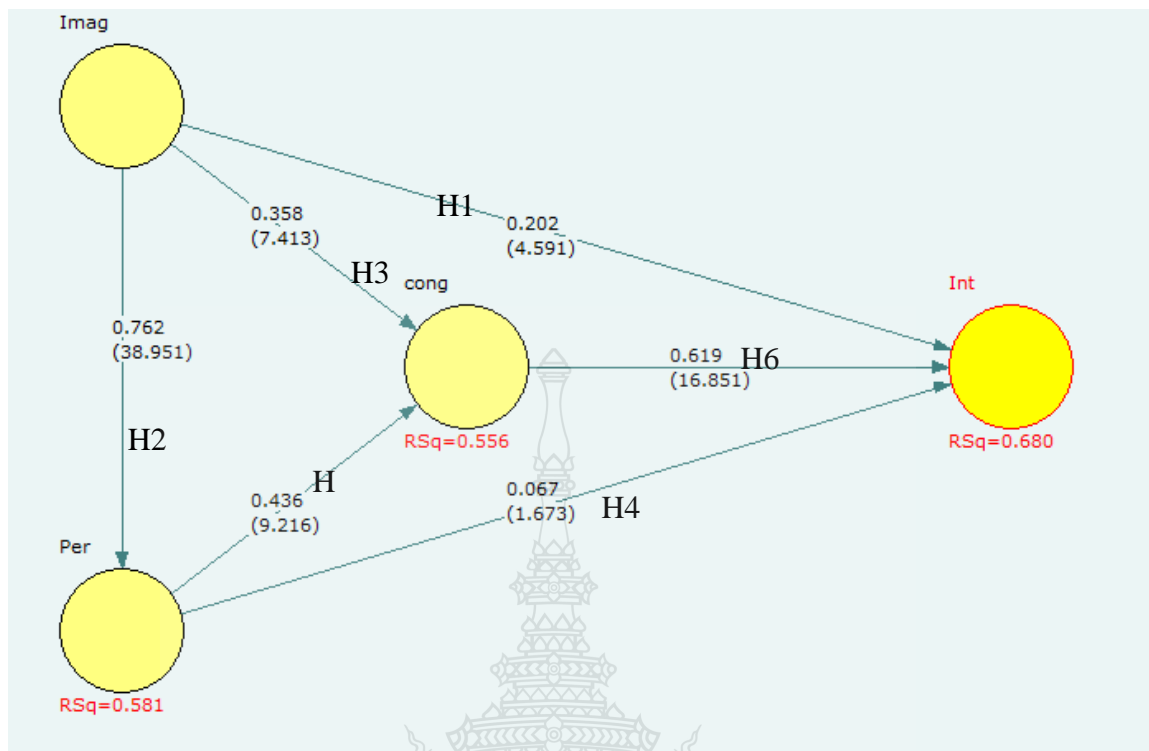 Imag
H1
0.202
(4.591)
0.358
(7.413)
H3
cong
Int
0.762
(38.951)
0.619
(16.851)
H6
RSq=0.556
RSq=0.680
H2
H
0.436
(9.216)
0.067
(1.673)
H4
Per
RSq=0.581